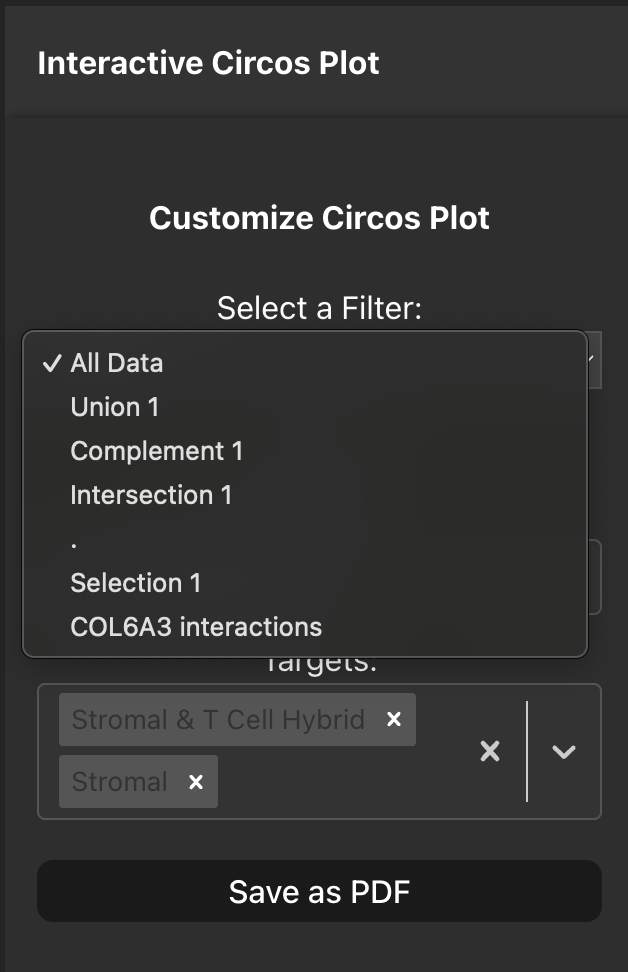 Interactive Circos Plot
Customize Circos Plot
Select a Filter:
✓ All Data
Union 1
Complement 1
Intersection 1
.
Selection 1
COL6A3 interactions
Targets:
Stromal & T Cell Hybrid ×
Stromal ×
Save as PDF